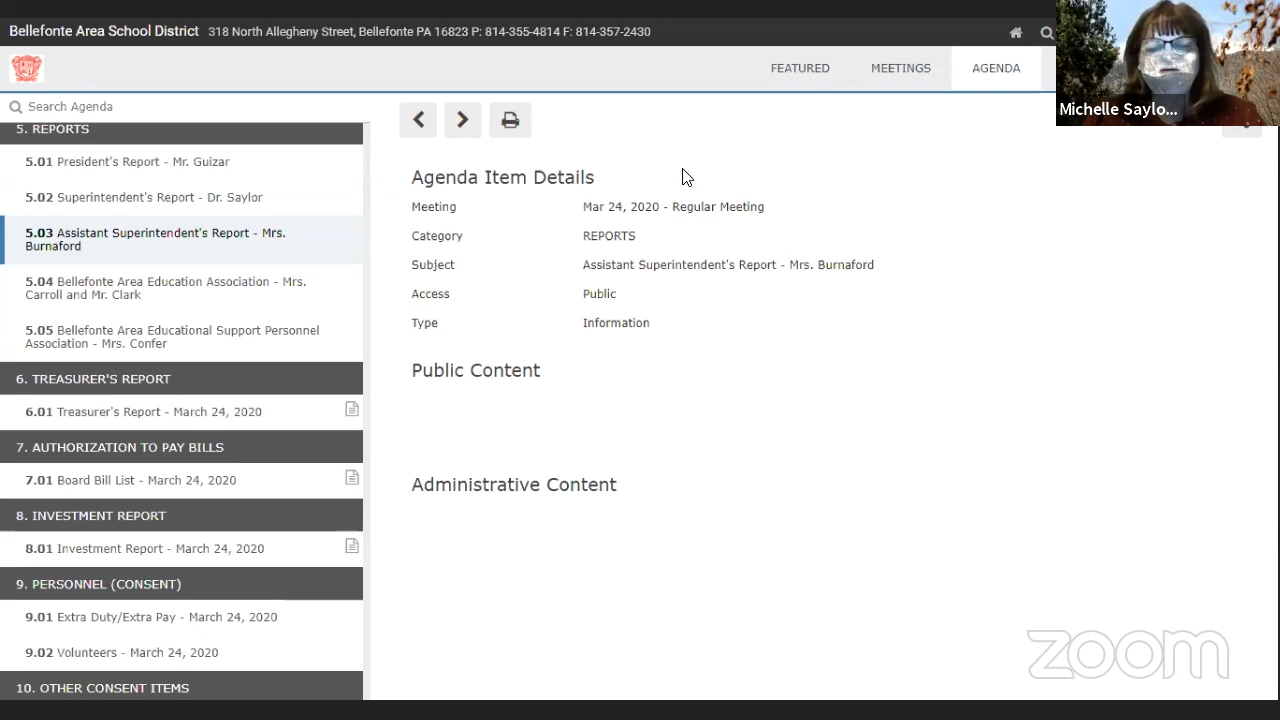 Bellefonte Area School District 318 North Allegheny Street, Bellefonte PA 16823 P: 814-355-4814 F: 814-357-2430
FEATURED MEETINGS AGENDA
Michelle Saylo...
Search Agenda
5. REPORTS
5.01 President's Report - Mr. Guizar
5.02 Superintendent's Report - Dr. Saylor
5.03 Assistant Superintendent's Report - Mrs.
Burnaford
5.04 Bellefonte Area Education Association - Mrs.
Carroll and Mr. Clark
5.05 Bellefonte Area Educational Support Personnel
Association - Mrs. Confer
6. TREASURER'S REPORT
6.01 Treasurer's Report - March 24, 2020
7. AUTHORIZATION TO PAY BILLS
7.01 Board Bill List - March 24, 2020
8. INVESTMENT REPORT
8.01 Investment Report - March 24, 2020
9. PERSONNEL (CONSENT)
9.01 Extra Duty/Extra Pay - March 24, 2020
9.02 Volunteers - March 24, 2020
10. OTHER CONSENT ITEMS
Agenda Item Details
Meeting Mar 24, 2020 - Regular Meeting
Category REPORTS
Subject Assistant Superintendent's Report - Mrs. Burnaford
Access Public
Type Information
Public Content
Administrative Content
zoom